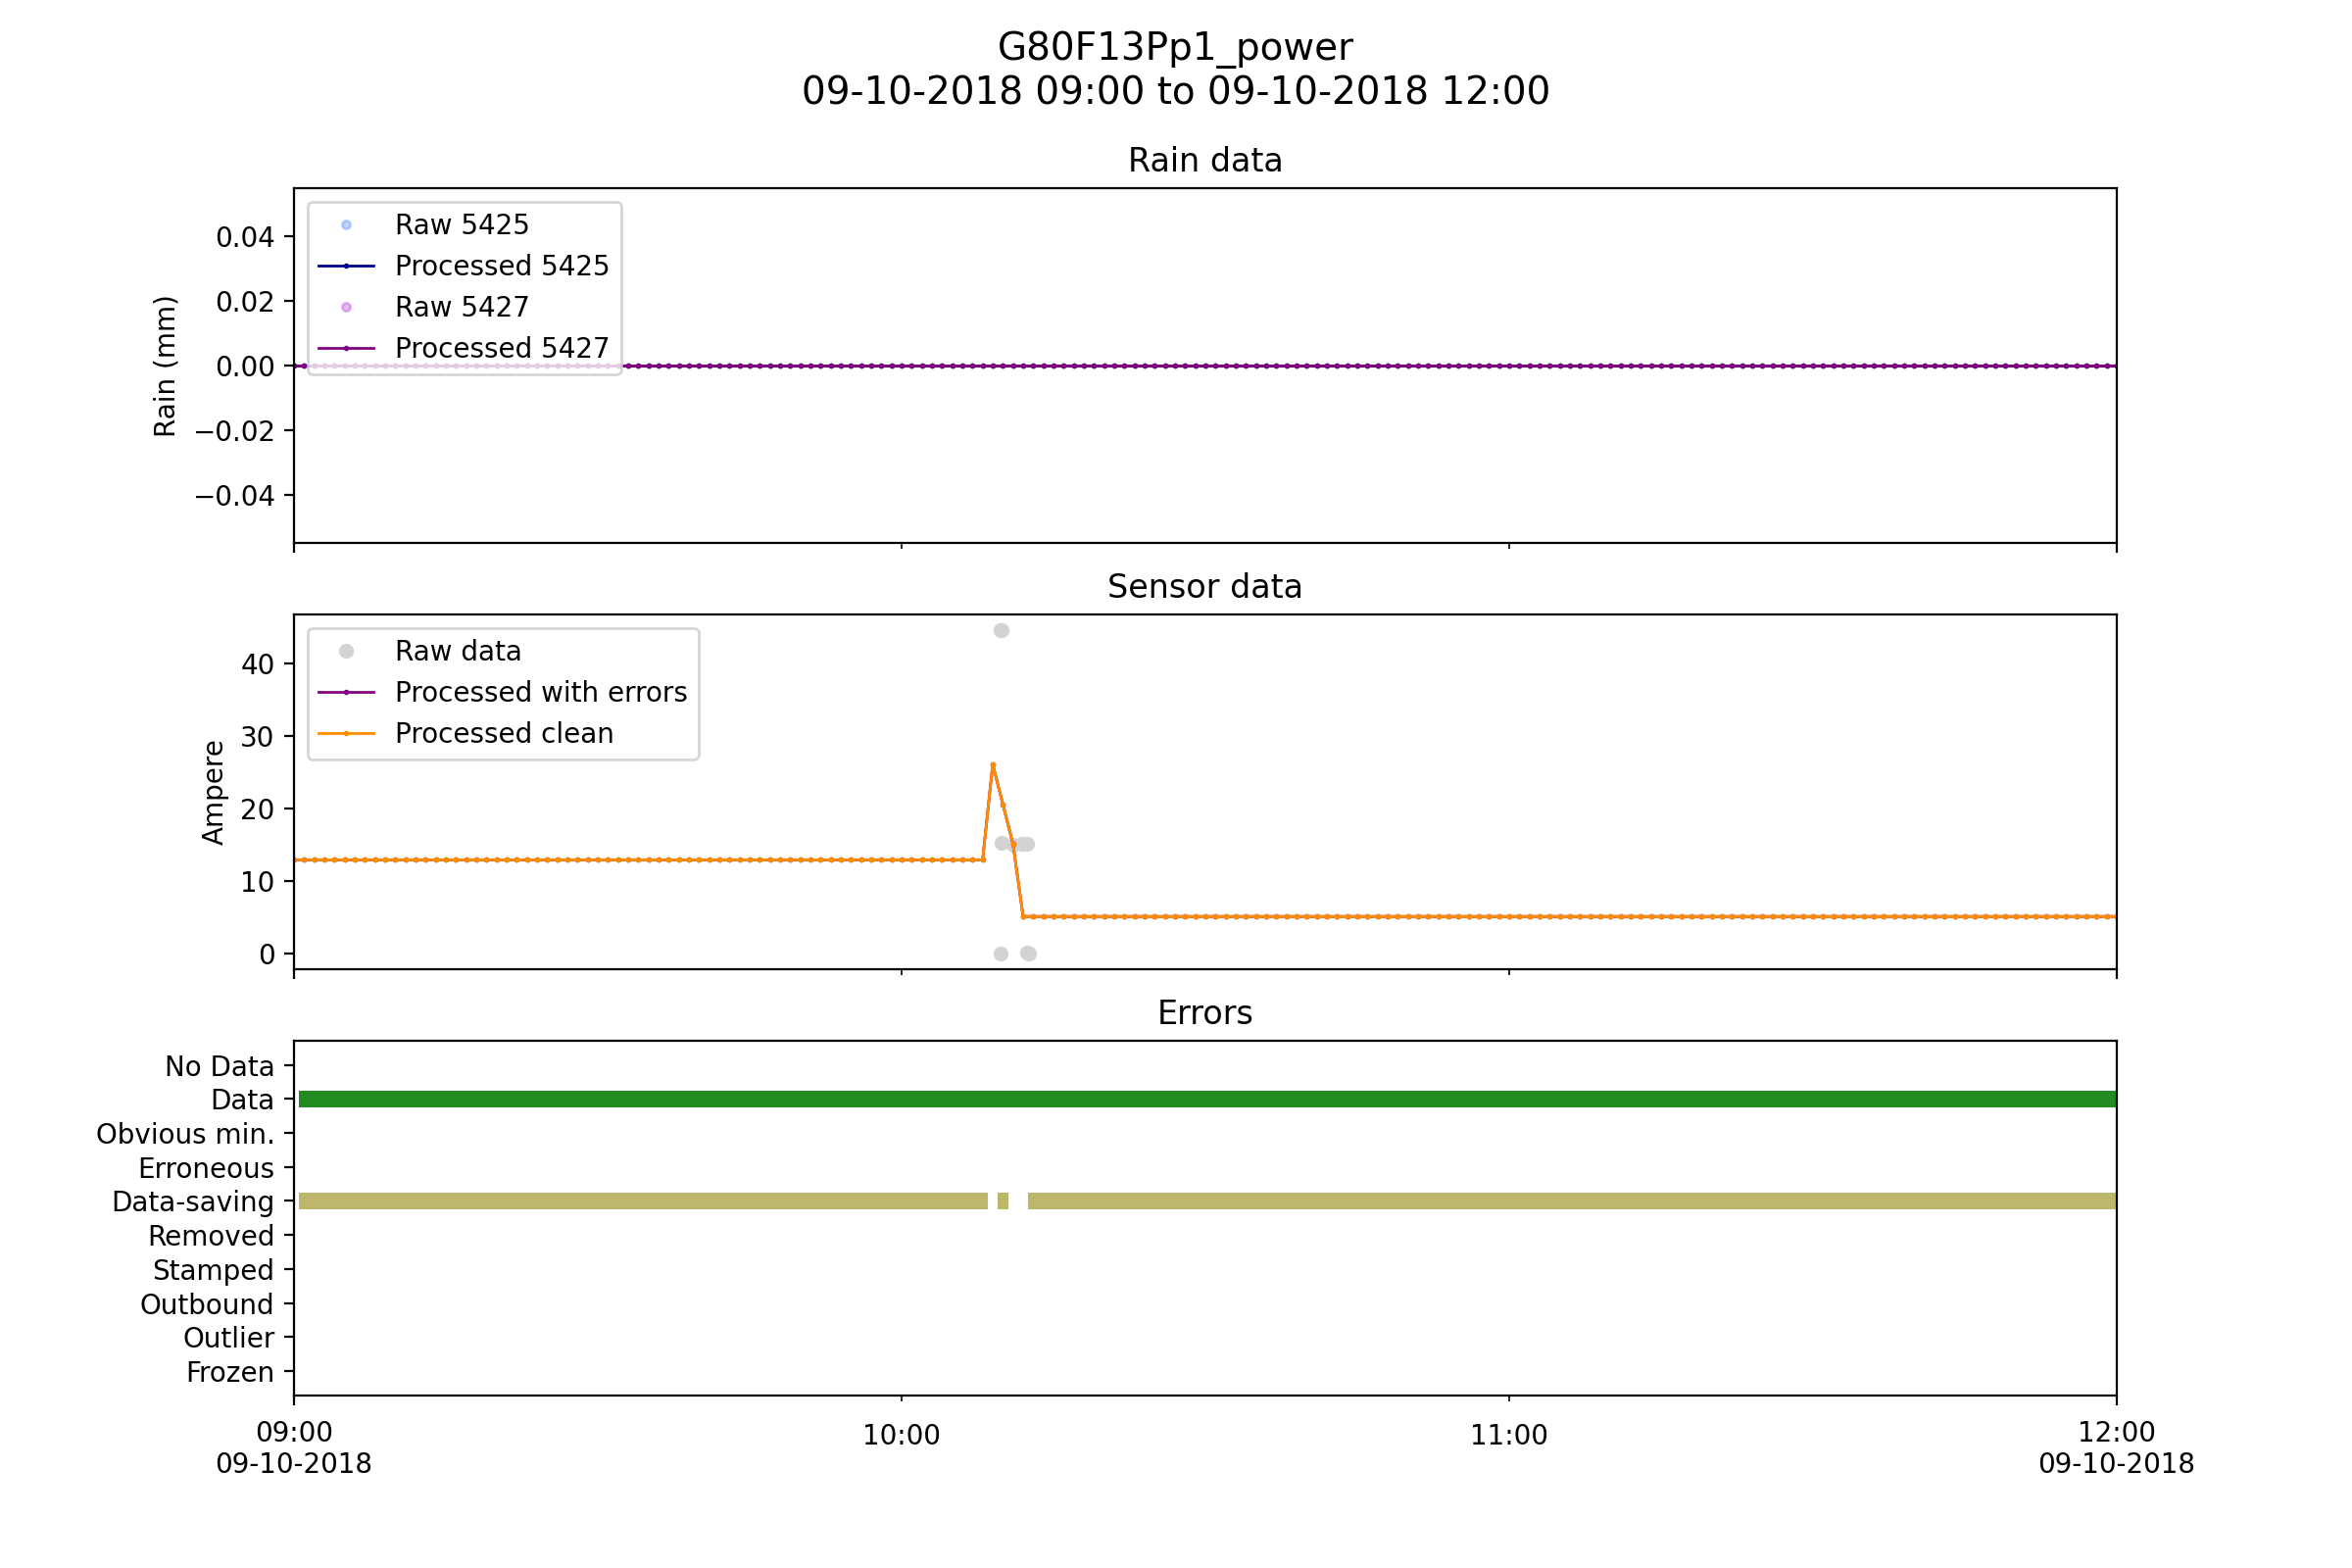 G80F13Pp1_power
09-10-2018 09:00 to 09-10-2018 12:00
Rain data
Rain (mm)
0.04
0.02
0.00
−0.02
−0.04
Raw 5425
Processed 5425
Raw 5427
Processed 5427
Sensor data
Ampere
40
30
20
10
0
Raw data
Processed with errors
Processed clean
Errors
No Data
Data
Obvious min.
Erroneous
Data-saving
Removed
Stamped
Outbound
Outlier
Frozen
09:00
09-10-2018
10:00
11:00
12:00
09-10-2018